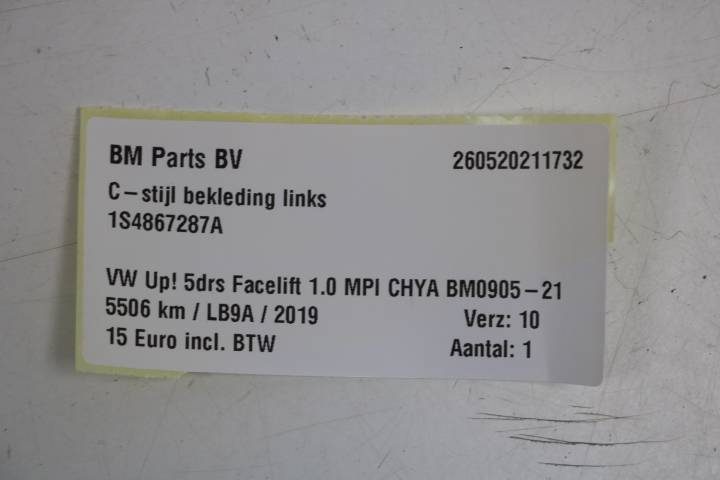 BM Parts BV 260520211732
C-stijl bekleding links
1S4867287A
VW Up! 5drs Facelift 1.0 MPI CHYA BM0905-21
5506 km / LB9A / 2019 Verz: 10
15 Euro incl. BTW Aantal: 1